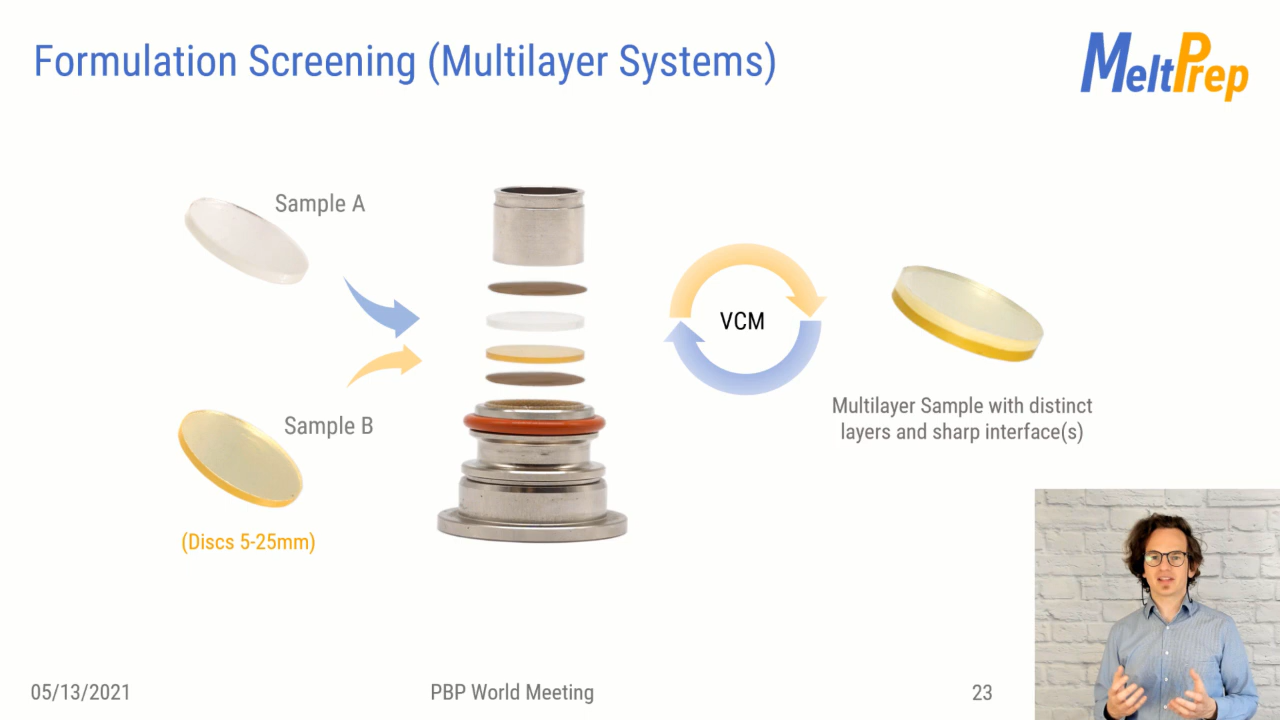 Formulation Screening (Multilayer Systems)
MeltPrep
Sample A
VCM
Multilayer Sample with distinct
layers and sharp interface(s)
Sample B
(Discs 5-25mm)
05/13/2021
PBP World Meeting
23